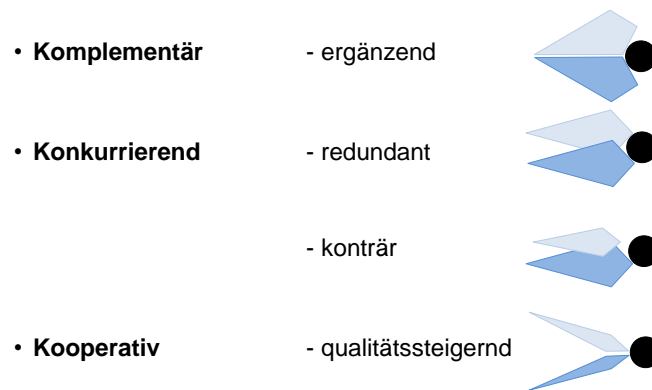 • Komplementär - ergänzend
• Konkurrierend - redundant
- konträr
• Kooperativ - qualitätssteigernd